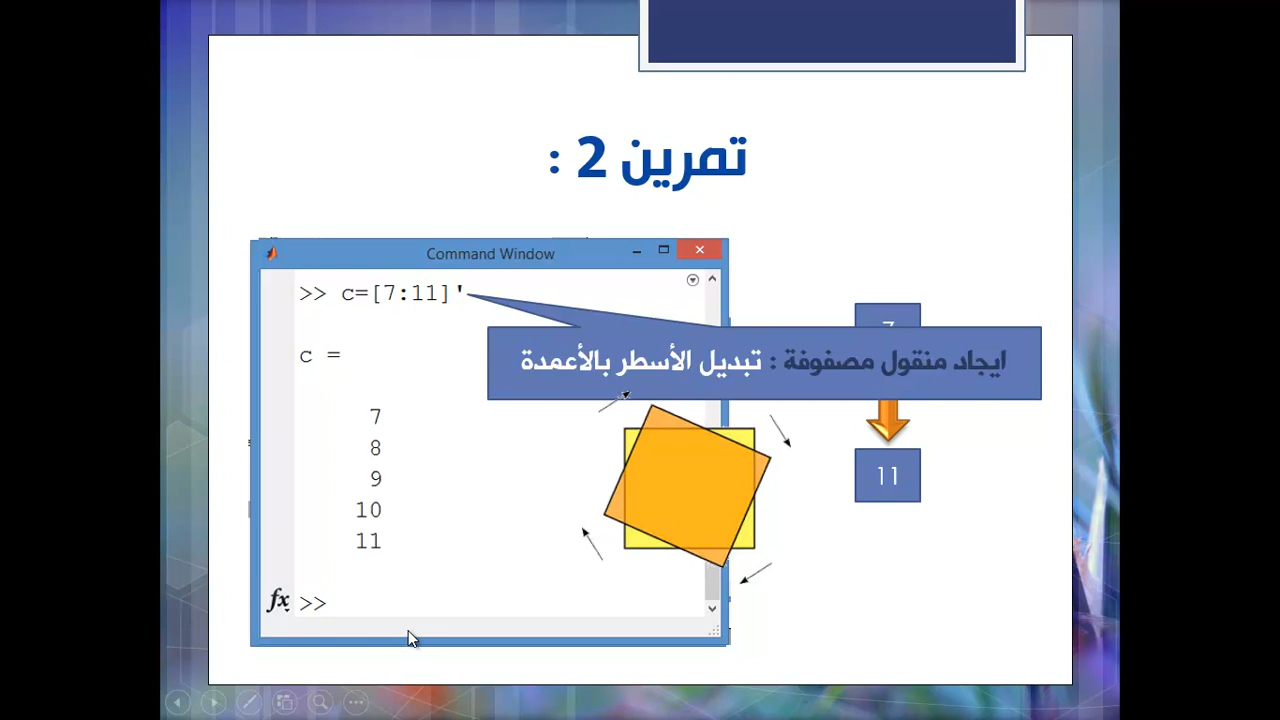 تمرين 2 :
Command Window
>> c=[7:11]'
c =
7
8
9
10
11
fx >>
ايجاد منقول مصفوفة : تبديل الأسطر بالأعمدة
11